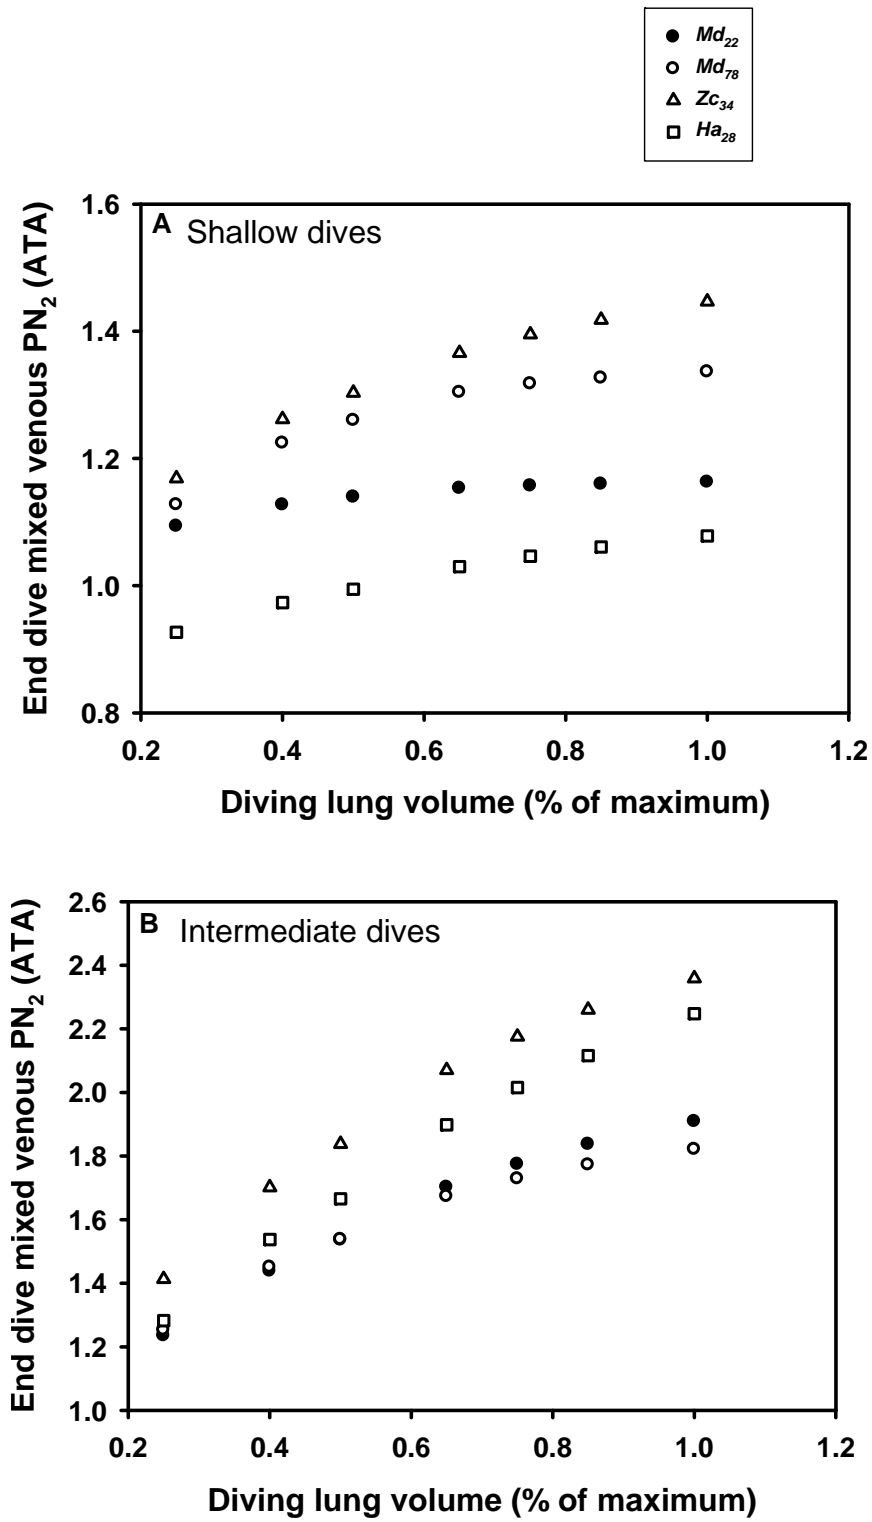 Md22
Md78
Zc34
Ha28
A Shallow dives
End dive mixed venous PN2 (ATA)
1.6
1.4
1.2
1.0
0.8
0.2 0.4 0.6 0.8 1.0 1.2
Diving lung volume (% of maximum)
B Intermediate dives
End dive mixed venous PN2 (ATA)
2.6
2.4
2.2
2.0
1.8
1.6
1.4
1.2
1.0
0.2 0.4 0.6 0.8 1.0 1.2
Diving lung volume (% of maximum)